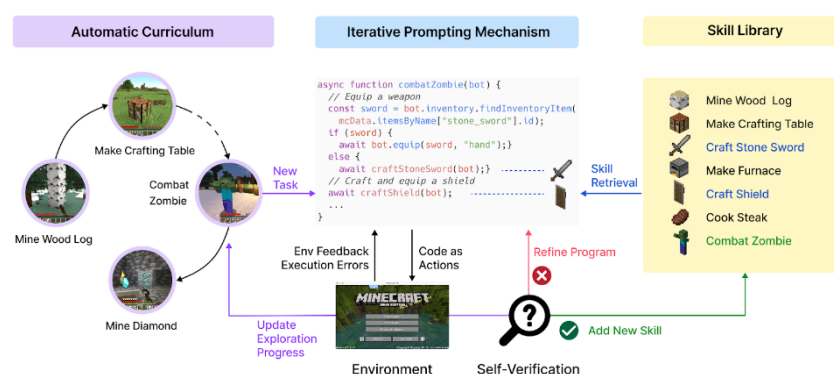 Automatic Curriculum
Iterative Prompting Mechanism
Skill Library
Make Crafting Table
Combat
Zombie
Mine Wood Log
Mine Diamond
New
Task
async function combatZombie(bot) {
// Equip a weapon
const sword = bot.inventory.findInventoryItem(
mcData.itemsByName["stone_sword"].id);
if (sword) {
await bot.equip(sword, "hand");}
else {
await craftStoneSword(bot);}
// Craft and equip a shield
await craftShield(bot);
...
}
Skill
Retrieval
Mine Wood Log
Make Crafting Table
Craft Stone Sword
Make Furnace
Craft Shield
Cook Steak
Combat Zombie
Env Feedback
Execution Errors
Code as
Actions
Refine Program
Update
Exploration
Progress
MINECRAFT
?
Add New Skill
Environment
Self-Verification